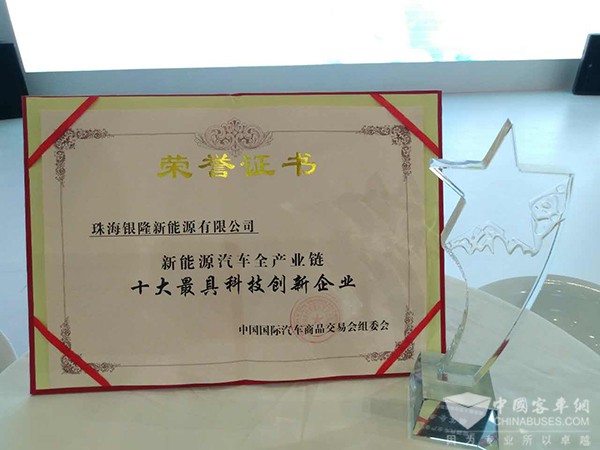 荣誉证书
珠海银隆新能源有限公司
新能源汽车全产业链
十大最具科技创新企业
中国国际汽车商品交易会组委会
中国客車網
CHINABUSES.COM
因为专业所以卓越